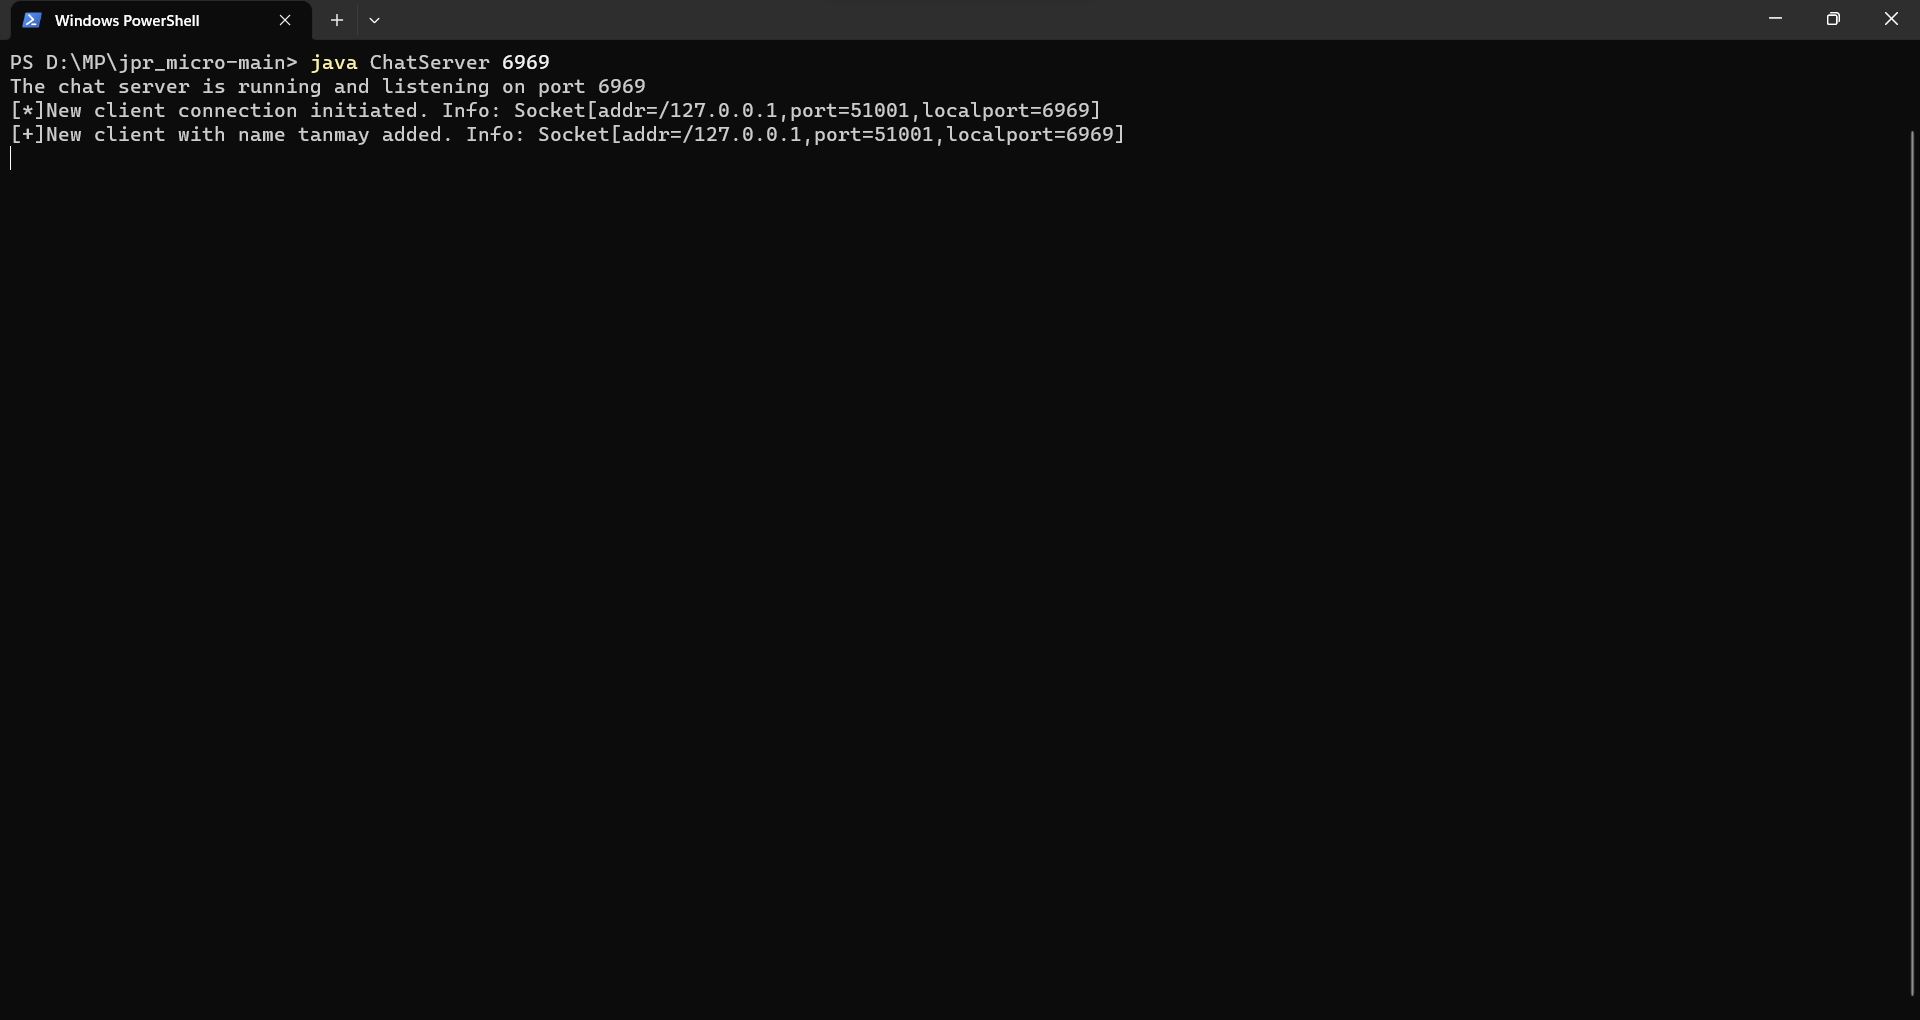 Windows PowerShell
PS D:\MP\jpr_micro-main> java ChatServer 6969
The chat server is running and listening on port 6969
[*]New client connection initiated. Info: Socket[addr=/127.0.0.1,port=51001,localport=6969]
[+]New client with name tanmay added. Info: Socket[addr=/127.0.0.1,port=51001,localport=6969]